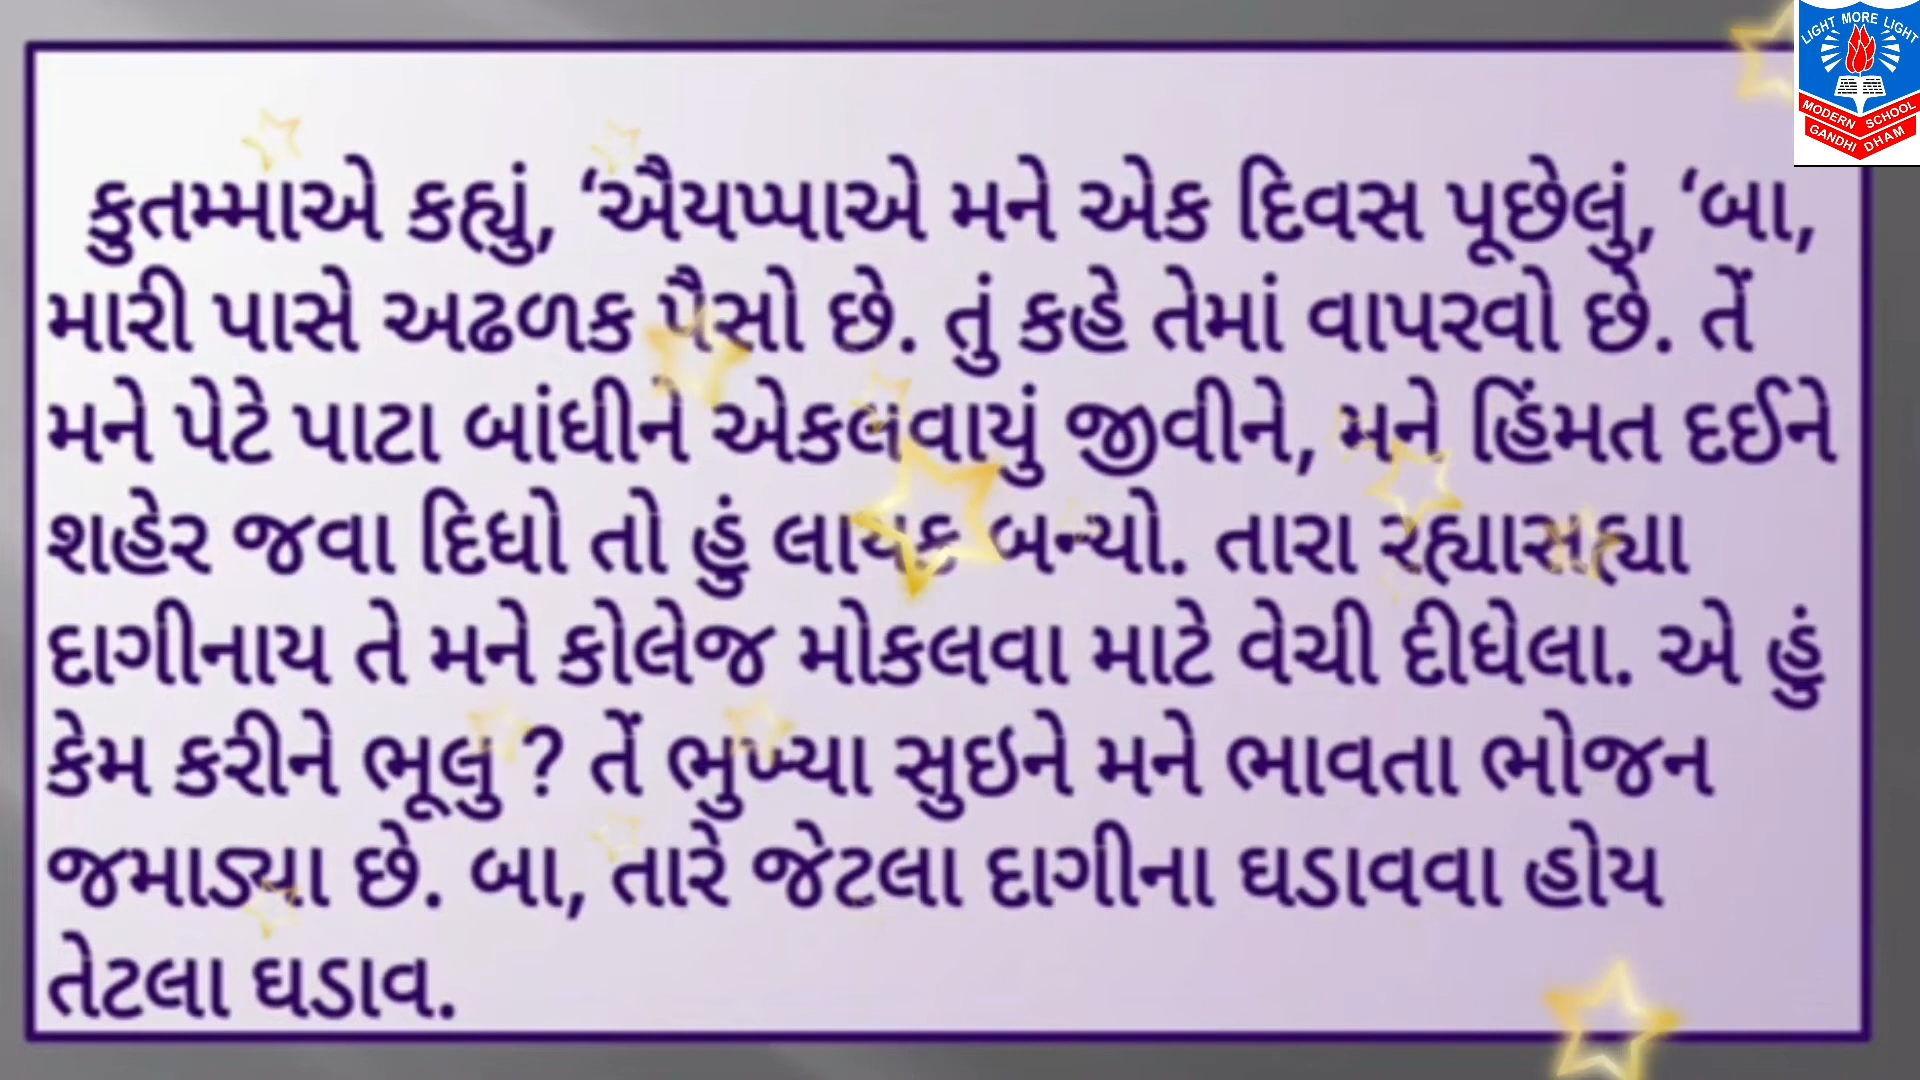 LIGHT MORE LIGHT
MODERN SCHOOL
GANDHI DHAM
કુતમ્માએ કહ્યું, ‘ઐયપ્પાએ મને એક દિવસ પૂછેલું, ‘બા,
મારી પાસે અઢળક પૈસો છે. તું કહે તેમાં વાપરવો છે. તેં
મને પેટે પાટા બાંધીને એકલવાયું જીવીને, મને હિંમત દઈને
શહેર જવા દિધો તો હું લાયક બન્યો. તારા રહ્યાસહ્યા
દાગીનાય તે મને કોલેજ મોકલવા માટે વેચી દીધેલા. એ હું
કેમ કરીને ભૂલુ ? તેં ભુખ્યા સુઇને મને ભાવતા ભોજન
જમાડ્યા છે. બા, તારે જેટલા દાગીના ઘડાવવા હોય
તેટલા ઘડાવ.